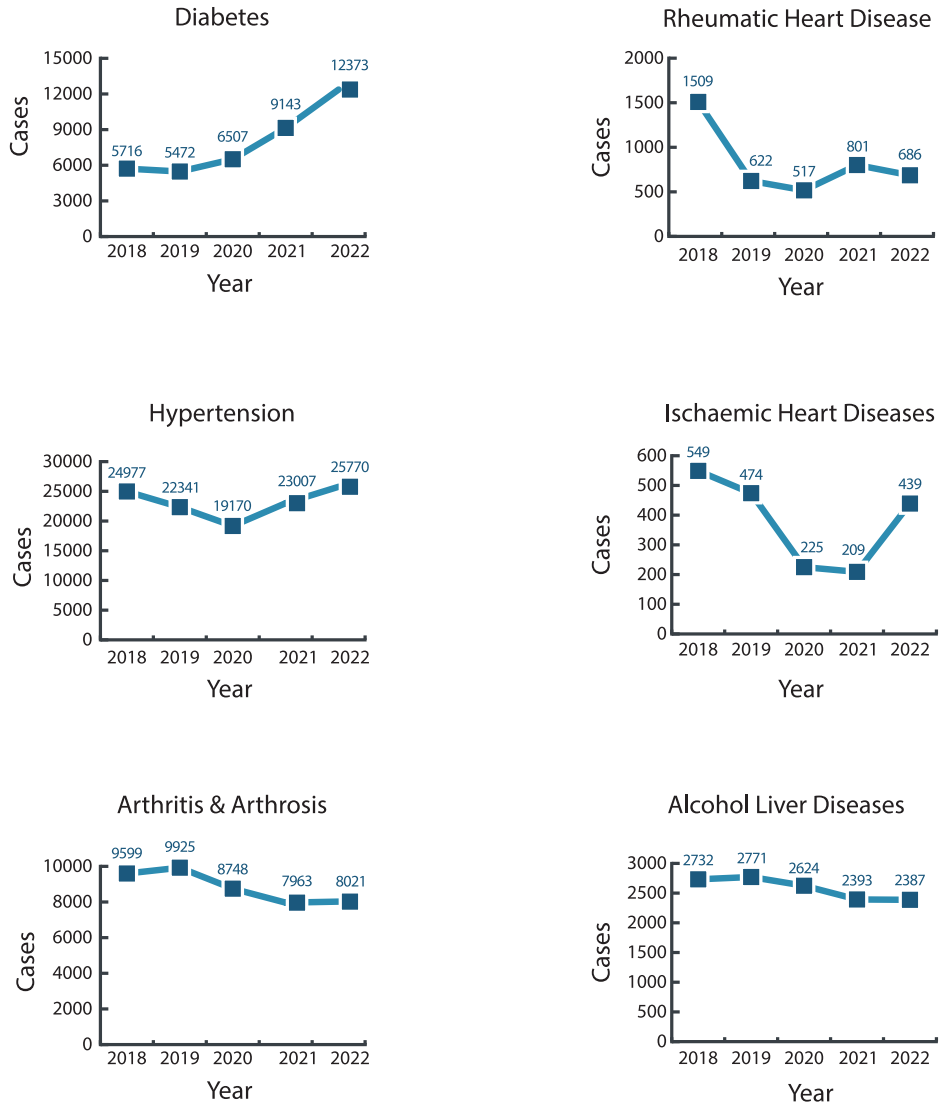 Diabetes
Cases
15000
12000
9000
6000
3000
0
5716
5472
6507
9143
12373
2018 2019 2020 2021 2022
Year
Rheumatic Heart Disease
Cases
2000
1500
1000
500
0
1509
622
517
801
686
2018 2019 2020 2021 2022
Year
Hypertension
Cases
30000
25000
20000
15000
10000
5000
0
24977
22341
19170
23007
25770
2018 2019 2020 2021 2022
Year
Ischaemic Heart Diseases
Cases
600
500
400
300
200
100
0
549
474
225
209
439
2018 2019 2020 2021 2022
Year
Arthritis & Arthrosis
Cases
10000
8000
6000
4000
2000
0
9599
9925
8748
7963
8021
2018 2019 2020 2021 2022
Year
Alcohol Liver Diseases
Cases
3000
2500
2000
1500
1000
500
0
2732
2771
2624
2393
2387
2018 2019 2020 2021 2022
Year